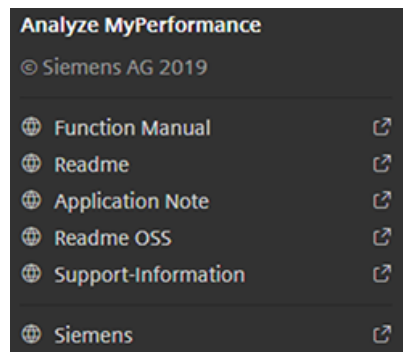 Analyze MyPerformance
© Siemens AG 2019
Function Manual
Readme
Application Note
Readme OSS
Support-Information
Siemens